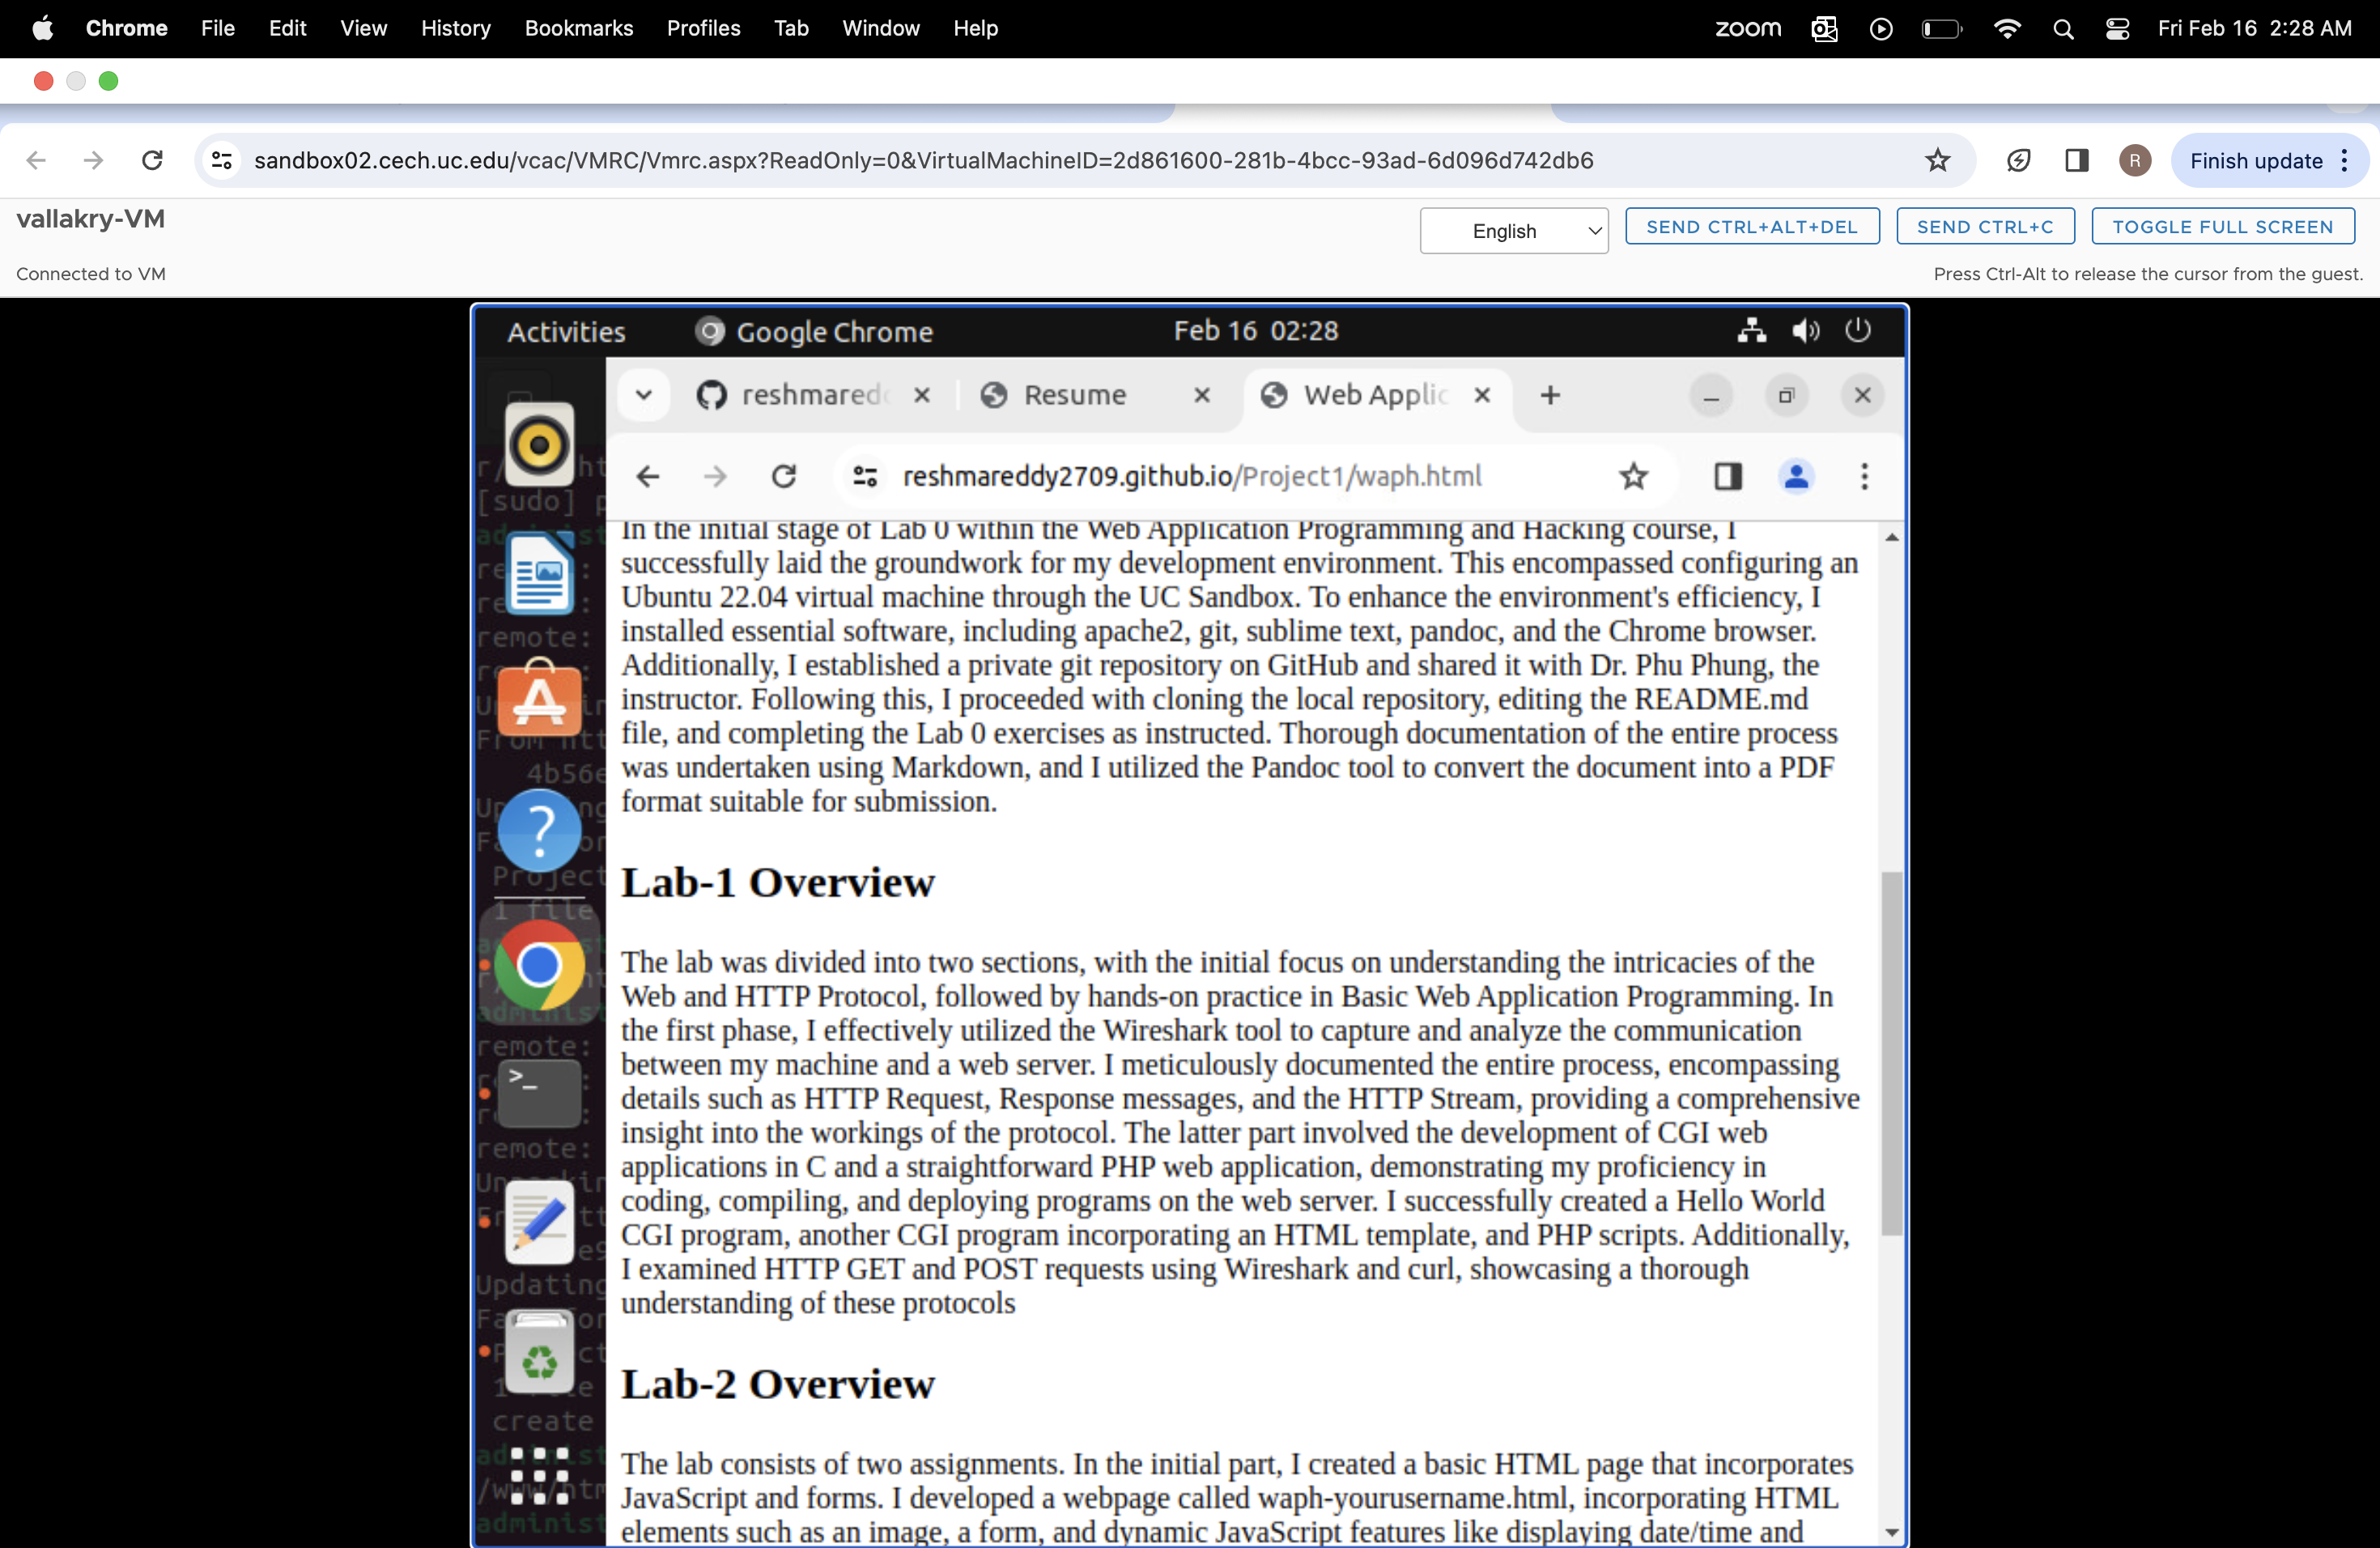 Chrome File Edit View History Bookmarks Profiles Tab Window Help zoom Fri Feb 16 2:28 AM
sandbox02.cech.uc.edu/vcac/VMRC/Vmrc.aspx?ReadOnly=0&VirtualMachineID=2d861600-281b-4bcc-93ad-6d096d742db6 R Finish update
vallakry-VM English SEND CTRL+ALT+DEL SEND CTRL+C TOGGLE FULL SCREEN
Connected to VM Press Ctrl-Alt to release the cursor from the guest.
Activities Google Chrome Feb 16 02:28
reshmared Resume Web Applic
reshmareddy2709.github.io/Project1/waph.html
[sudo] p
remote:
4b56e
Project
1 file
remote:
remote:
Updating
create
administ
In the initial stage of Lab 0 within the Web Application Programming and Hacking course, I
successfully laid the groundwork for my development environment. This encompassed configuring an
Ubuntu 22.04 virtual machine through the UC Sandbox. To enhance the environment's efficiency, I
installed essential software, including apache2, git, sublime text, pandoc, and the Chrome browser.
Additionally, I established a private git repository on GitHub and shared it with Dr. Phu Phung, the
instructor. Following this, I proceeded with cloning the local repository, editing the README.md
file, and completing the Lab 0 exercises as instructed. Thorough documentation of the entire process
was undertaken using Markdown, and I utilized the Pandoc tool to convert the document into a PDF
format suitable for submission.
Lab-1 Overview
The lab was divided into two sections, with the initial focus on understanding the intricacies of the
Web and HTTP Protocol, followed by hands-on practice in Basic Web Application Programming. In
the first phase, I effectively utilized the Wireshark tool to capture and analyze the communication
between my machine and a web server. I meticulously documented the entire process, encompassing
details such as HTTP Request, Response messages, and the HTTP Stream, providing a comprehensive
insight into the workings of the protocol. The latter part involved the development of CGI web
applications in C and a straightforward PHP web application, demonstrating my proficiency in
coding, compiling, and deploying programs on the web server. I successfully created a Hello World
CGI program, another CGI program incorporating an HTML template, and PHP scripts. Additionally,
I examined HTTP GET and POST requests using Wireshark and curl, showcasing a thorough
understanding of these protocols
Lab-2 Overview
The lab consists of two assignments. In the initial part, I created a basic HTML page that incorporates
JavaScript and forms. I developed a webpage called waph-yourusername.html, incorporating HTML
elements such as an image, a form, and dynamic JavaScript features like displaying date/time and